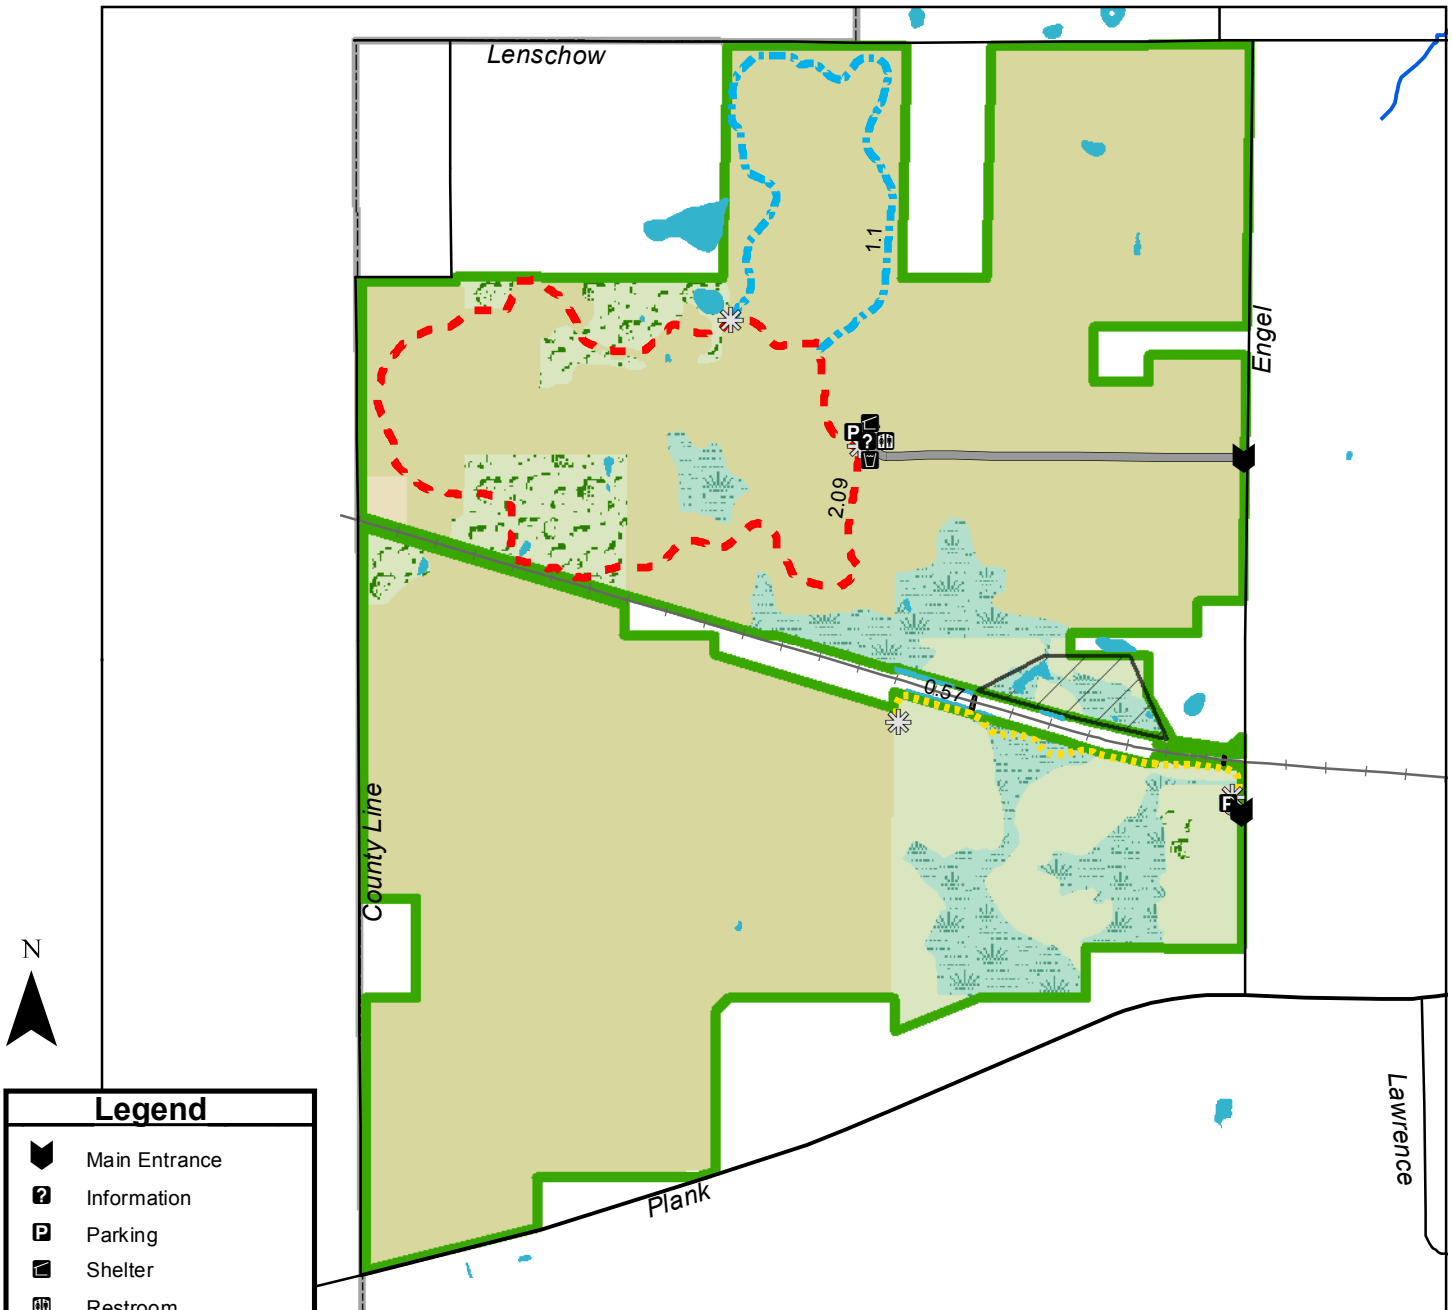 Lenschow
1.1
Engel
P
?
2.09
0.57
P
County Line
N
Plank
Lawrence
Legend
Main Entrance
? Information
P Parking
Shelter
Restroom